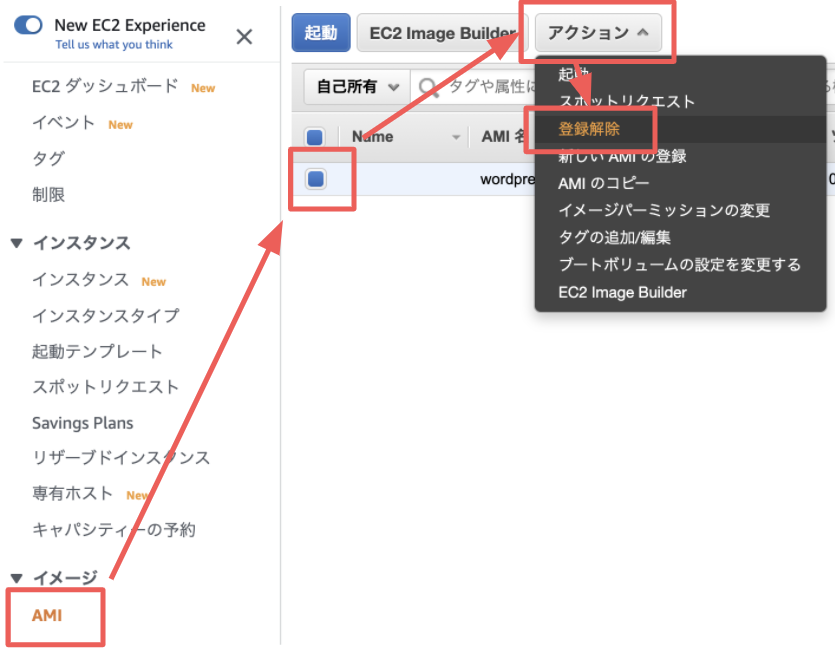 New EC2 Experience
Tell us what you think
EC2 ダッシュボード New
イベント New
タグ
制限
インスタンス
インスタンス New
インスタンスタイプ
起動テンプレート
スポットリクエスト
Savings Plans
リザーブドインスタンス
専有ホスト New
キャパシティーの予約
イメージ
AMI
起動
EC2 Image Builder
アクション
自己所有
タグや属性に
Name
AMI
wordpre
起動
スポットリクエスト
登録解除
新しい AMI の登録
AMI のコピー
イメージパーミッションの変更
タグの追加/編集
ブートボリュームの設定を変更する
EC2 Image Builder